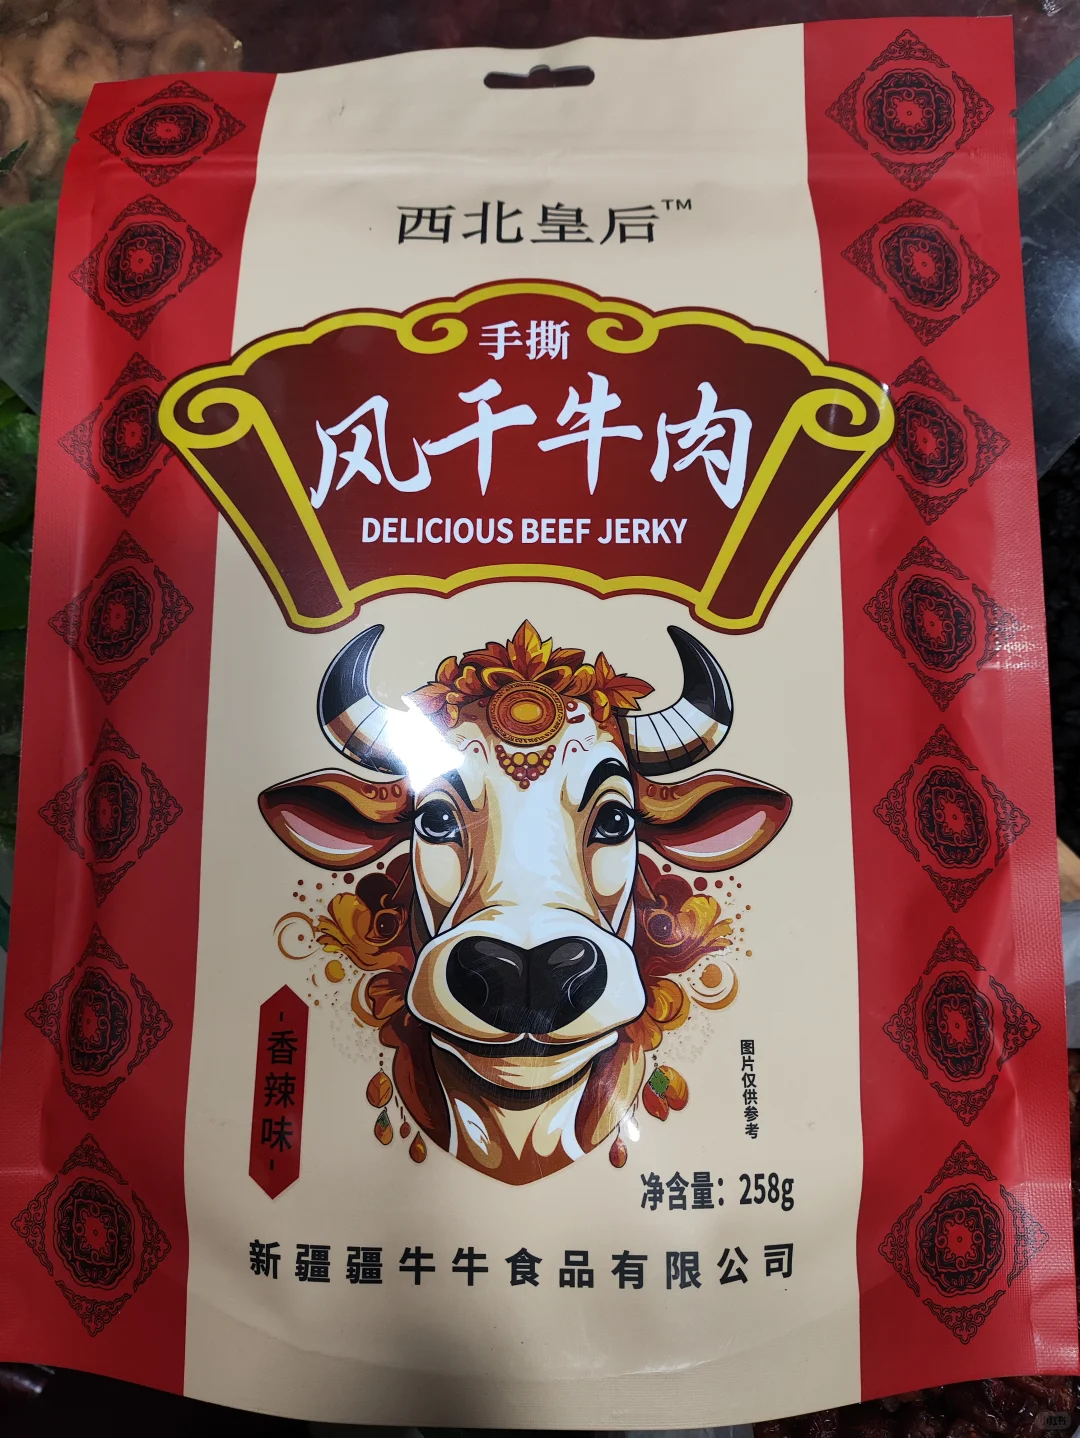 西北皇后™
手撕
风干牛肉
DELICIOUS BEEF JERKY
香辣味
图片仅供参考
净含量：258g
新疆疆牛牛食品有限公司